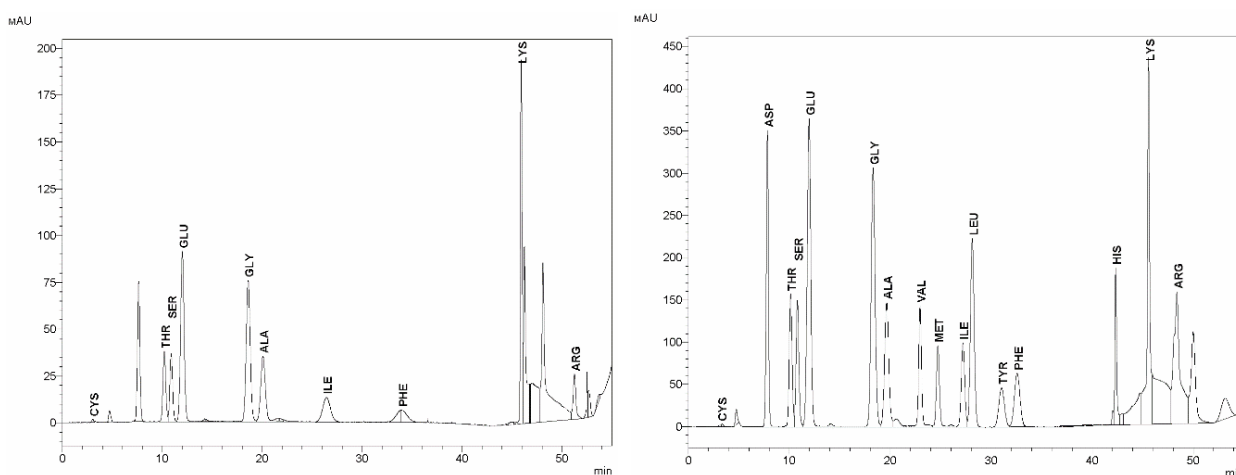 мAU
200
175
150
125
100
75
50
25
0
0
10
20
30
40
50
min
CYS
THR
SER
GLU
GLY
ALA
ILE
PHE
LYS
ARG
мAU
450
400
350
300
250
200
150
100
50
0
0
10
20
30
40
50
min
CYS
ASP
THR
SER
GLU
GLY
ALA
VAL
MET
ILE
LEU
TYR
PHE
HIS
LYS
ARG